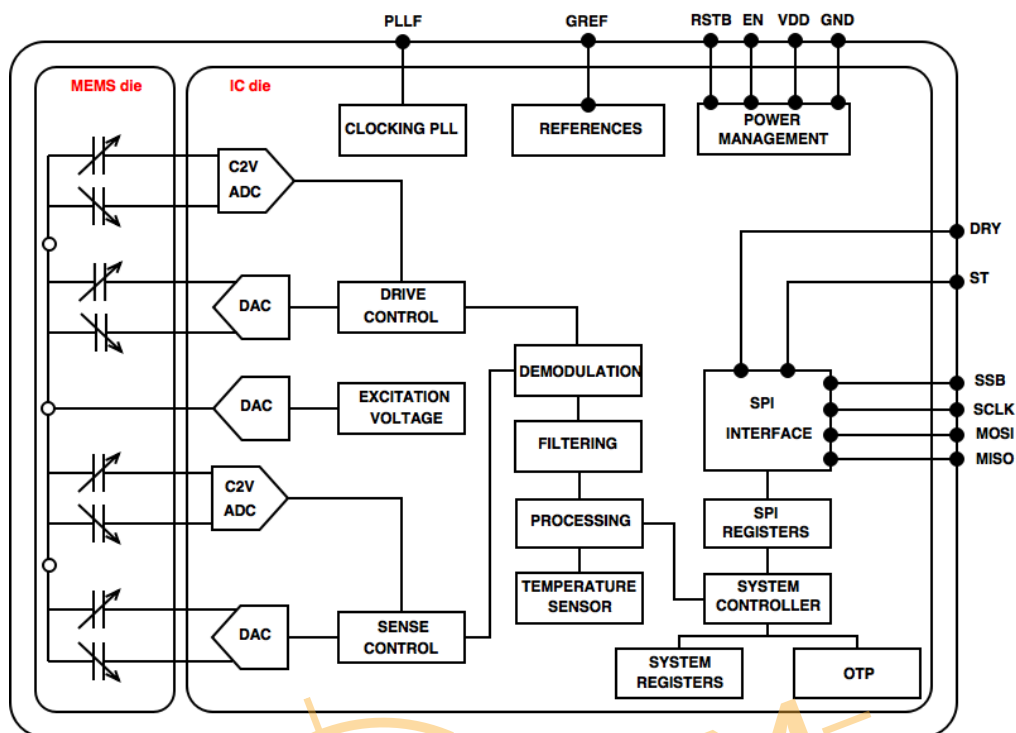 PLLF
GREF
RSTB EN VDD GND
MEMS die
IC die
CLOCKING PLL
REFERENCES
POWER
MANAGEMENT
C2V
ADC
DRY
ST
DAC
DRIVE
CONTROL
DEMODULATION
DAC
EXCITATION
VOLTAGE
SPI
INTERFACE
SSB
SCLK
MOSI
MISO
FILTERING
C2V
ADC
PROCESSING
SPI
REGISTERS
TEMPERATURE
SENSOR
SYSTEM
CONTROLLER
DAC
SENSE
CONTROL
SYSTEM
REGISTERS
OTP